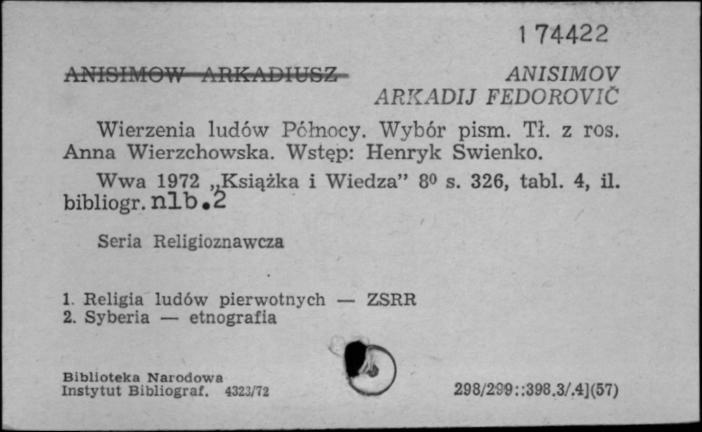 174422
ANISIMOW ARKADIUSZ
ANISIMOV
ARKADIJ FEDOROVIČ
Wierzenia ludów Północy. Wybór pism. Tł. z ros.
Anna Wierzchowska. Wstęp: Henryk Swienko.
Wwa 1972 „Książka i Wiedza” 8⁰ s. 326, tabl. 4, il.
bibliogr. nlb.2
Seria Religioznawcza
1. Religia ludów pierwotnych — ZSRR
2. Syberia — etnografia
Biblioteka Narodowa
Instytut Bibliograf. 4323/72
298/299::398.3/.4](57)